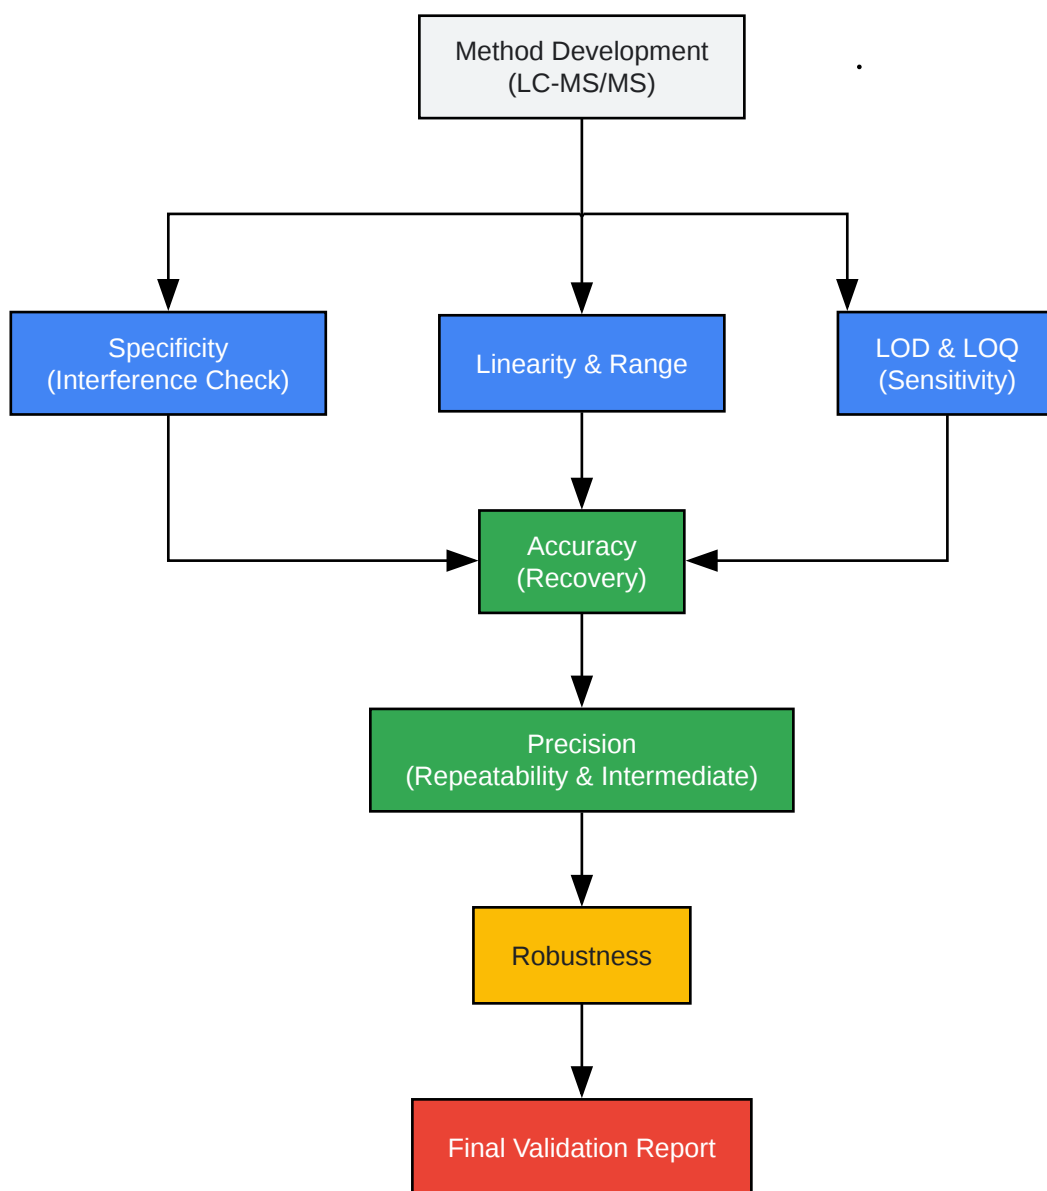 Method Development
(LC-MS/MS)
.
Specificity
(Interference Check)
Linearity & Range
LOD & LOQ
(Sensitivity)
Accuracy
(Recovery)
Precision
(Repeatability & Intermediate)
Robustness
Final Validation Report